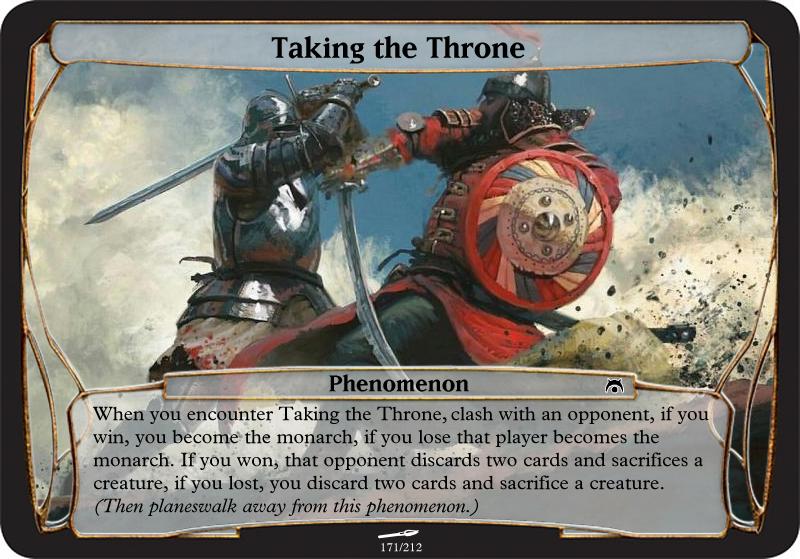 Taking the Throne
Phenomenon
When you encounter Taking the Throne, clash with an opponent, if you
win, you become the monarch, if you lose that player becomes the
monarch. If you won, that opponent discards two cards and sacrifices a
creature, if you lost, you discard two cards and sacrifice a creature.
(Then planeswalk away from this phenomenon.)
171/212